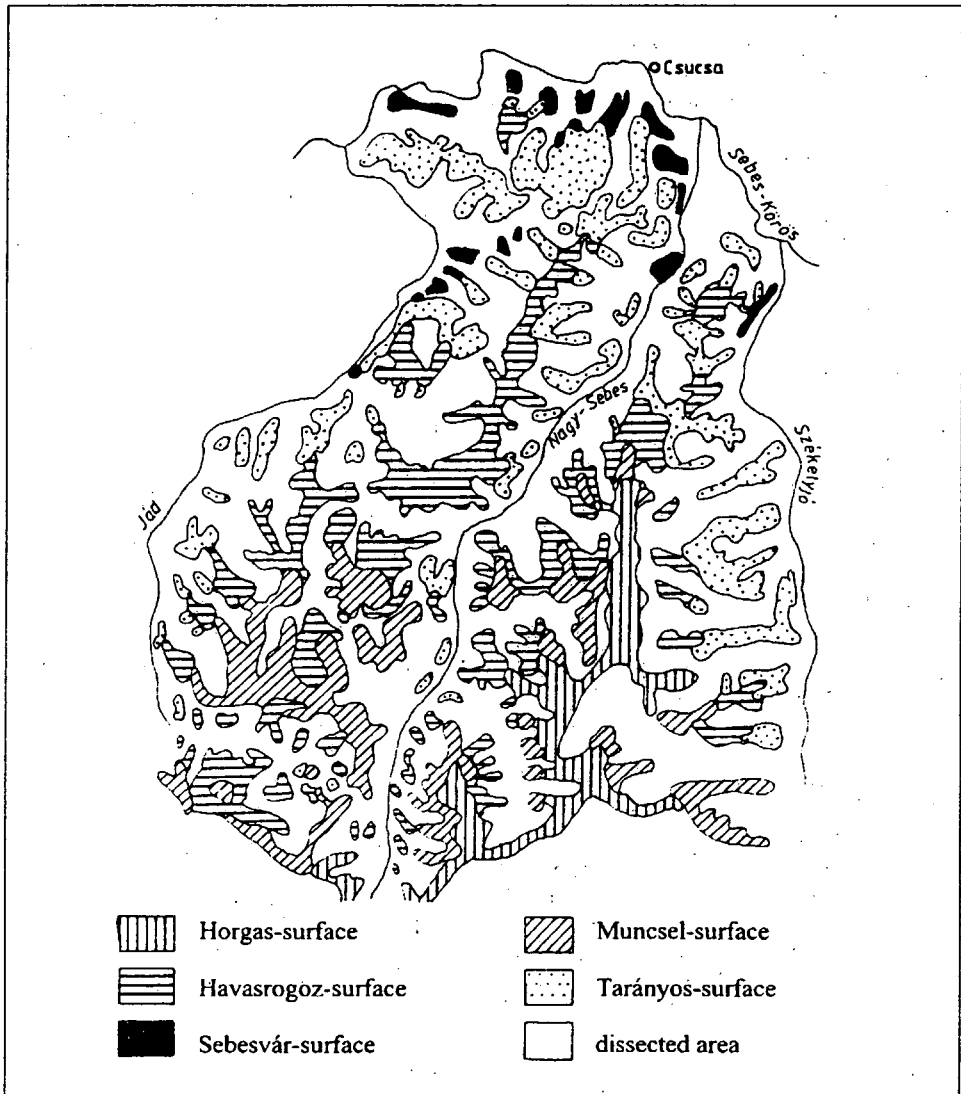 Csucsa
Sebes-Körös
Nagy-Sebes
Székelyjó
Jád
Horgas-surface
Muncsel-surface
Havasrogoz-surface
Tarányos-surface
Sebesvár-surface
dissected area